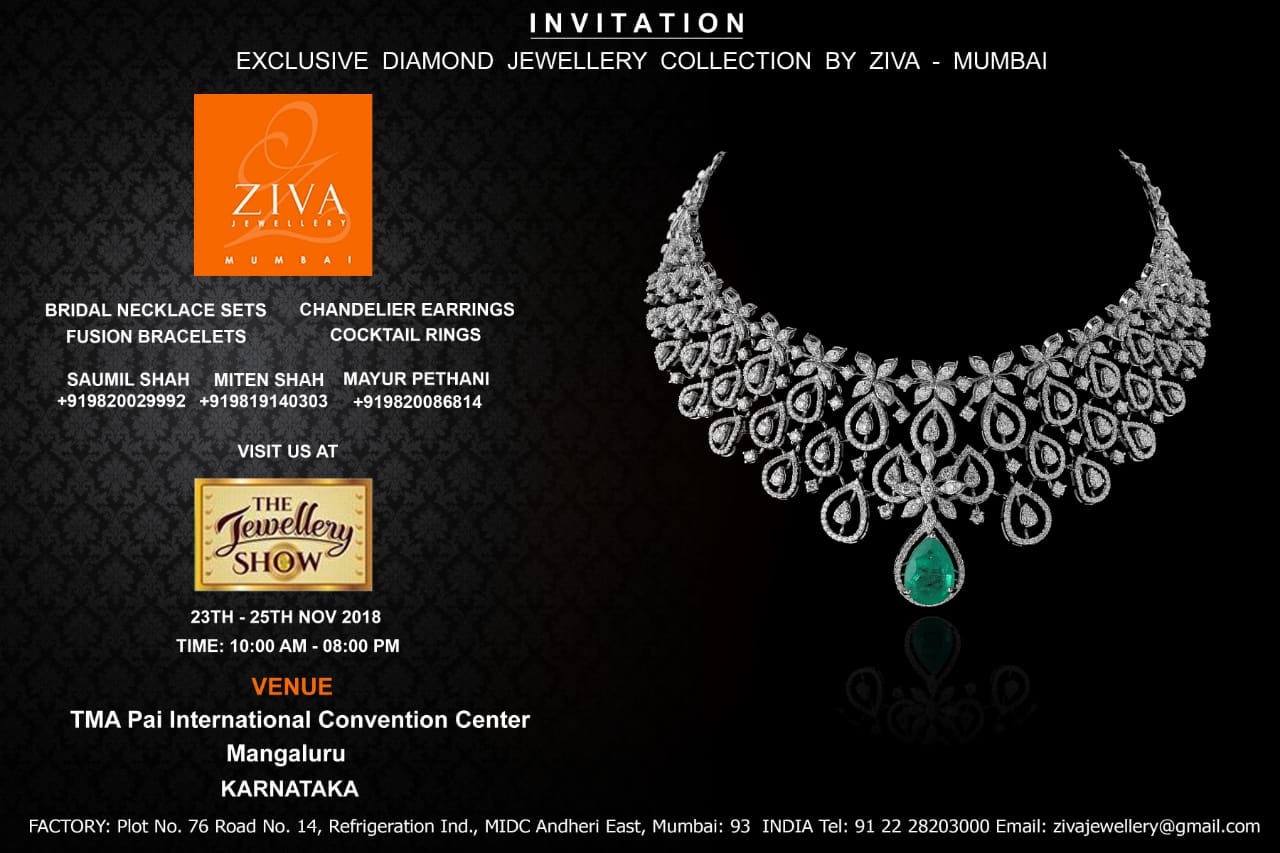 INVITATION
EXCLUSIVE DIAMOND JEWELLERY COLLECTION BY ZIVA - MUMBAI
ZIVA
JEWELLERY
MUMBAI
BRIDAL NECKLACE SETS CHANDELIER EARRINGS
FUSION BRACELETS COCKTAIL RINGS
SAUMIL SHAH MITEN SHAH MAYUR PETHANI
+919820029992 +919819140303 +919820086814
VISIT US AT
THE
Jewellery
SHOW
23TH - 25TH NOV 2018
TIME: 10:00 AM - 08:00 PM
VENUE
TMA Pai International Convention Center
Mangaluru
KARNATAKA
FACTORY: Plot No. 76 Road No. 14, Refrigeration Ind., MIDC Andheri East, Mumbai: 93 INDIA Tel: 91 22 28203000 Email: zivajewellery@gmail.com